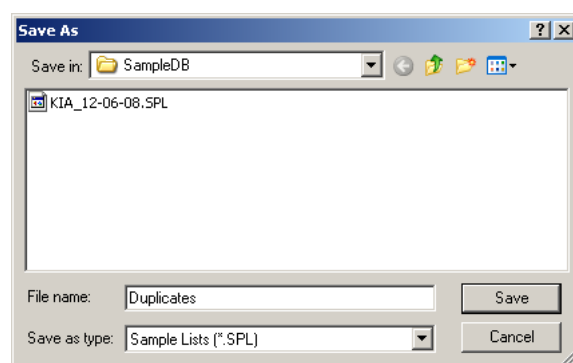 Save As
Save in: SampleDB
KIA_12-06-08.SPL
File name: Duplicates Save
Save as type: Sample Lists (*.SPL) Cancel